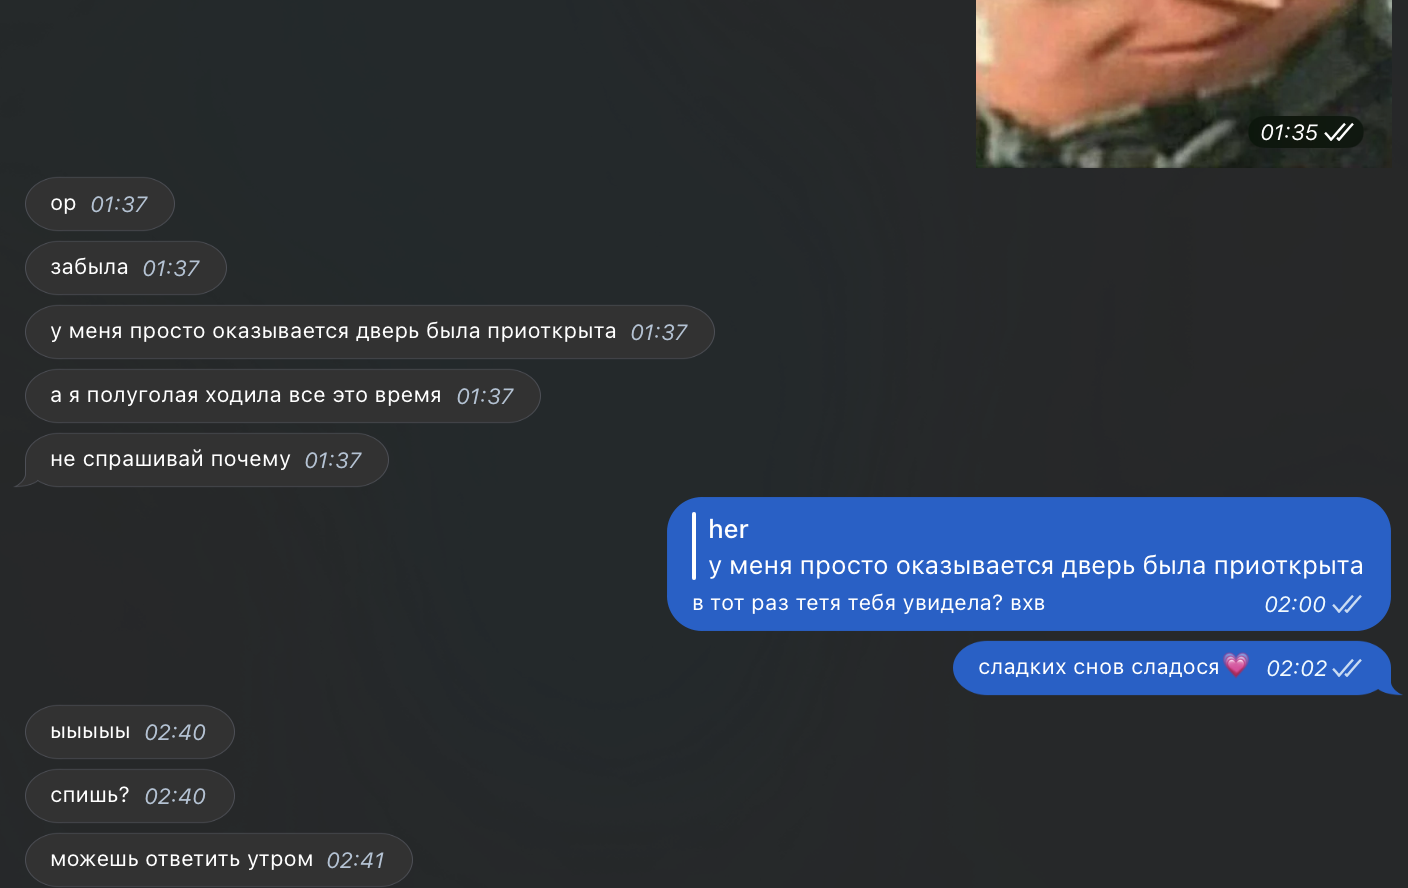 01:35
ор 01:37
забыла 01:37
у меня просто оказывается дверь была приоткрыта 01:37
а я полуголая ходила все это время 01:37
не спрашивай почему 01:37
her
у меня просто оказывается дверь была приоткрыта
в тот раз тетя тебя увидела? вхв 02:00
сладких снов сладося💗 02:02
ыыыыы 02:40
спишь? 02:40
можешь ответить утром 02:41